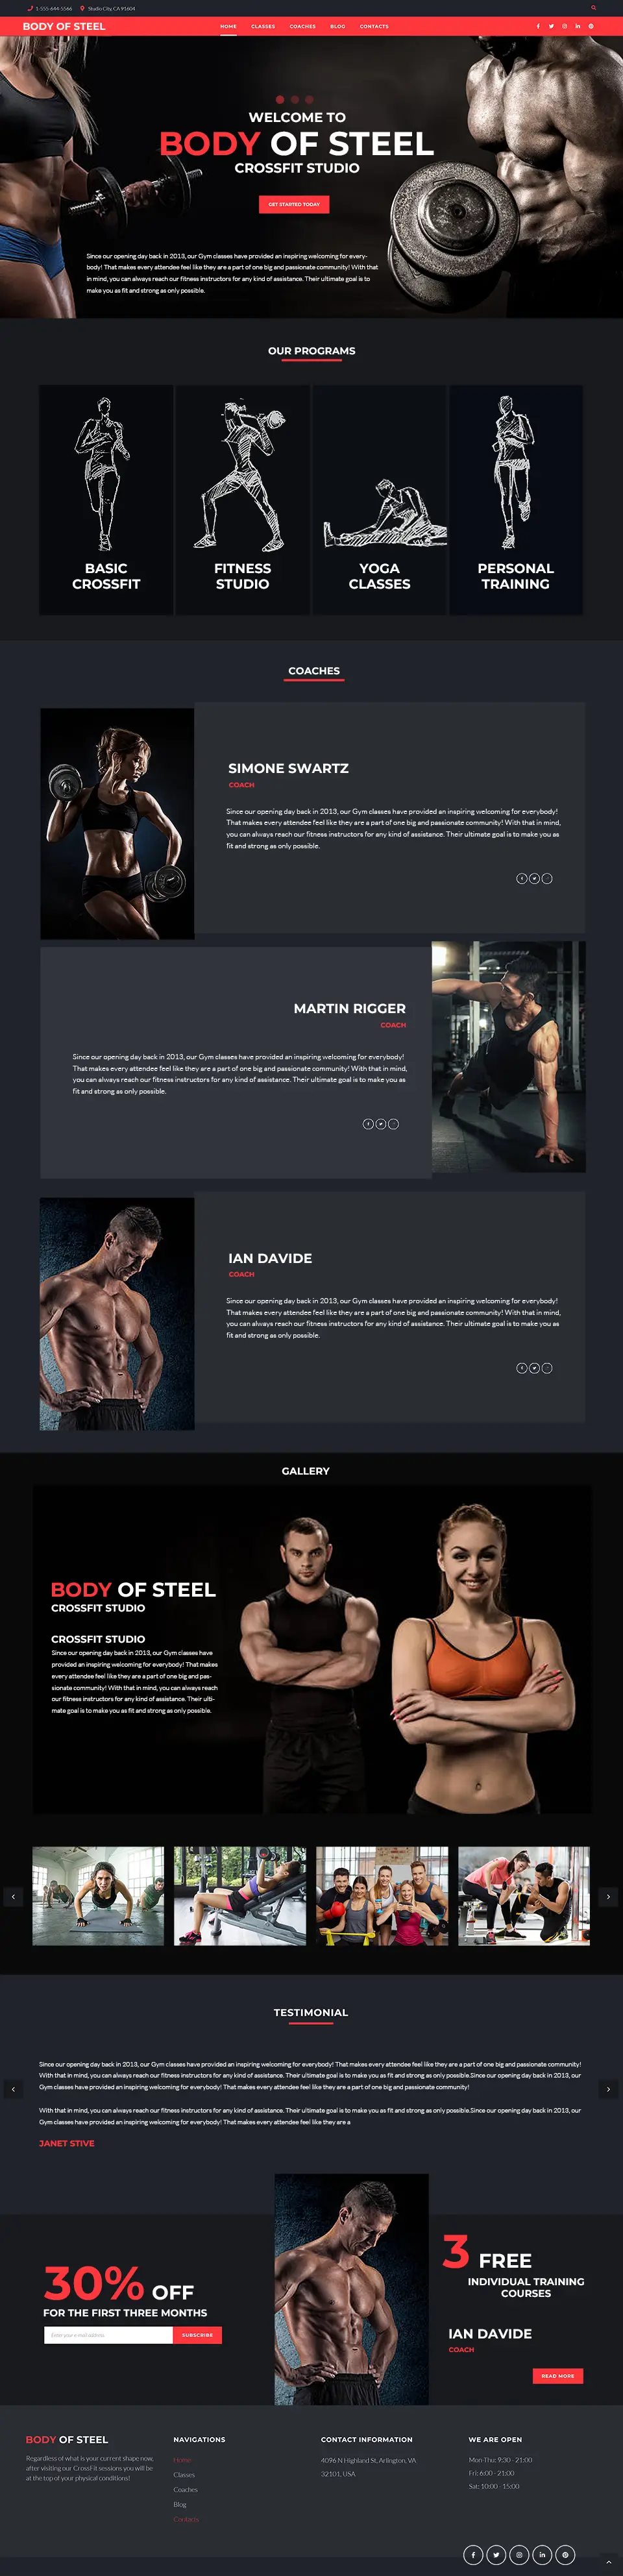 1-555-644-5566 Studio City, CA 91604
BODY OF STEEL HOME CLASSES COACHES BLOG CONTACTS
WELCOME TO
BODY OF STEEL
CROSSFIT STUDIO
GET STARTED TODAY
Since our opening day back in 2013, our Gym classes have provided an inspiring welcoming for every-
body! That makes every attendee feel like they are a part of one big and passionate community! With that
in mind, you can always reach our fitness instructors for any kind of assistance. Their ultimate goal is to
make you as fit and strong as only possible.
OUR PROGRAMS
BASIC
CROSSFIT
FITNESS
STUDIO
YOGA
CLASSES
PERSONAL
TRAINING
COACHES
SIMONE SWARTZ
COACH
Since our opening day back in 2013, our Gym classes have provided an inspiring welcoming for everybody!
That makes every attendee feel like they are a part of one big and passionate community! With that in mind,
you can always reach our fitness instructors for any kind of assistance. Their ultimate goal is to make you as
fit and strong as only possible.
MARTIN RIGGER
COACH
Since our opening day back in 2013, our Gym classes have provided an inspiring welcoming for everybody!
That makes every attendee feel like they are a part of one big and passionate community! With that in mind,
you can always reach our fitness instructors for any kind of assistance. Their ultimate goal is to make you as
fit and strong as only possible.
IAN DAVIDE
COACH
Since our opening day back in 2013, our Gym classes have provided an inspiring welcoming for everybody!
That makes every attendee feel like they are a part of one big and passionate community! With that in mind,
you can always reach our fitness instructors for any kind of assistance. Their ultimate goal is to make you as
fit and strong as only possible.
GALLERY
BODY OF STEEL
CROSSFIT STUDIO
CROSSFIT STUDIO
Since our opening day back in 2013, our Gym classes have
provided an inspiring welcoming for everybody! That makes
every attendee feel like they are a part of one big and pas-
sionate community! With that in mind, you can always reach
our fitness instructors for any kind of assistance. Their ulti-
mate goal is to make you as fit and strong as only possible.
TESTIMONIAL
Since our opening day back in 2013, our Gym classes have provided an inspiring welcoming for everybody! That makes every attendee feel like they are a part of one big and passionate community!
With that in mind, you can always reach our fitness instructors for any kind of assistance. Their ultimate goal is to make you as fit and strong as only possible.Since our opening day back in 2013, our
Gym classes have provided an inspiring welcoming for everybody! That makes every attendee feel like they are a part of one big and passionate community!
With that in mind, you can always reach our fitness instructors for any kind of assistance. Their ultimate goal is to make you as fit and strong as only possible.Since our opening day back in 2013, our
Gym classes have provided an inspiring welcoming for everybody! That makes every attendee feel like they are a
JANET STIVE
30% OFF
FOR THE FIRST THREE MONTHS
Enter your e-mail address
SUBSCRIBE
3 FREE
INDIVIDUAL TRAINING
COURSES
IAN DAVIDE
COACH
READ MORE
BODY OF STEEL
Regardless of what is your current shape now,
after visiting our CrossFit sessions you will be
at the top of your physical conditions!
NAVIGATIONS
Home
Classes
Coaches
Blog
Contacts
CONTACT INFORMATION
4096 N Highland St, Arlington, VA
32101, USA
WE ARE OPEN
Mon-Thu: 9:30 - 21:00
Fri: 6:00 - 21:00
Sat: 10:00 - 15:00